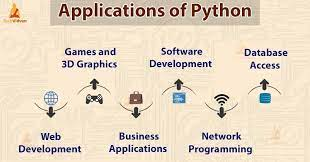 Applications of Python
Games and
3D Graphics
Software
Development
Database
Access
Web
Development
Business
Applications
Network
Programming